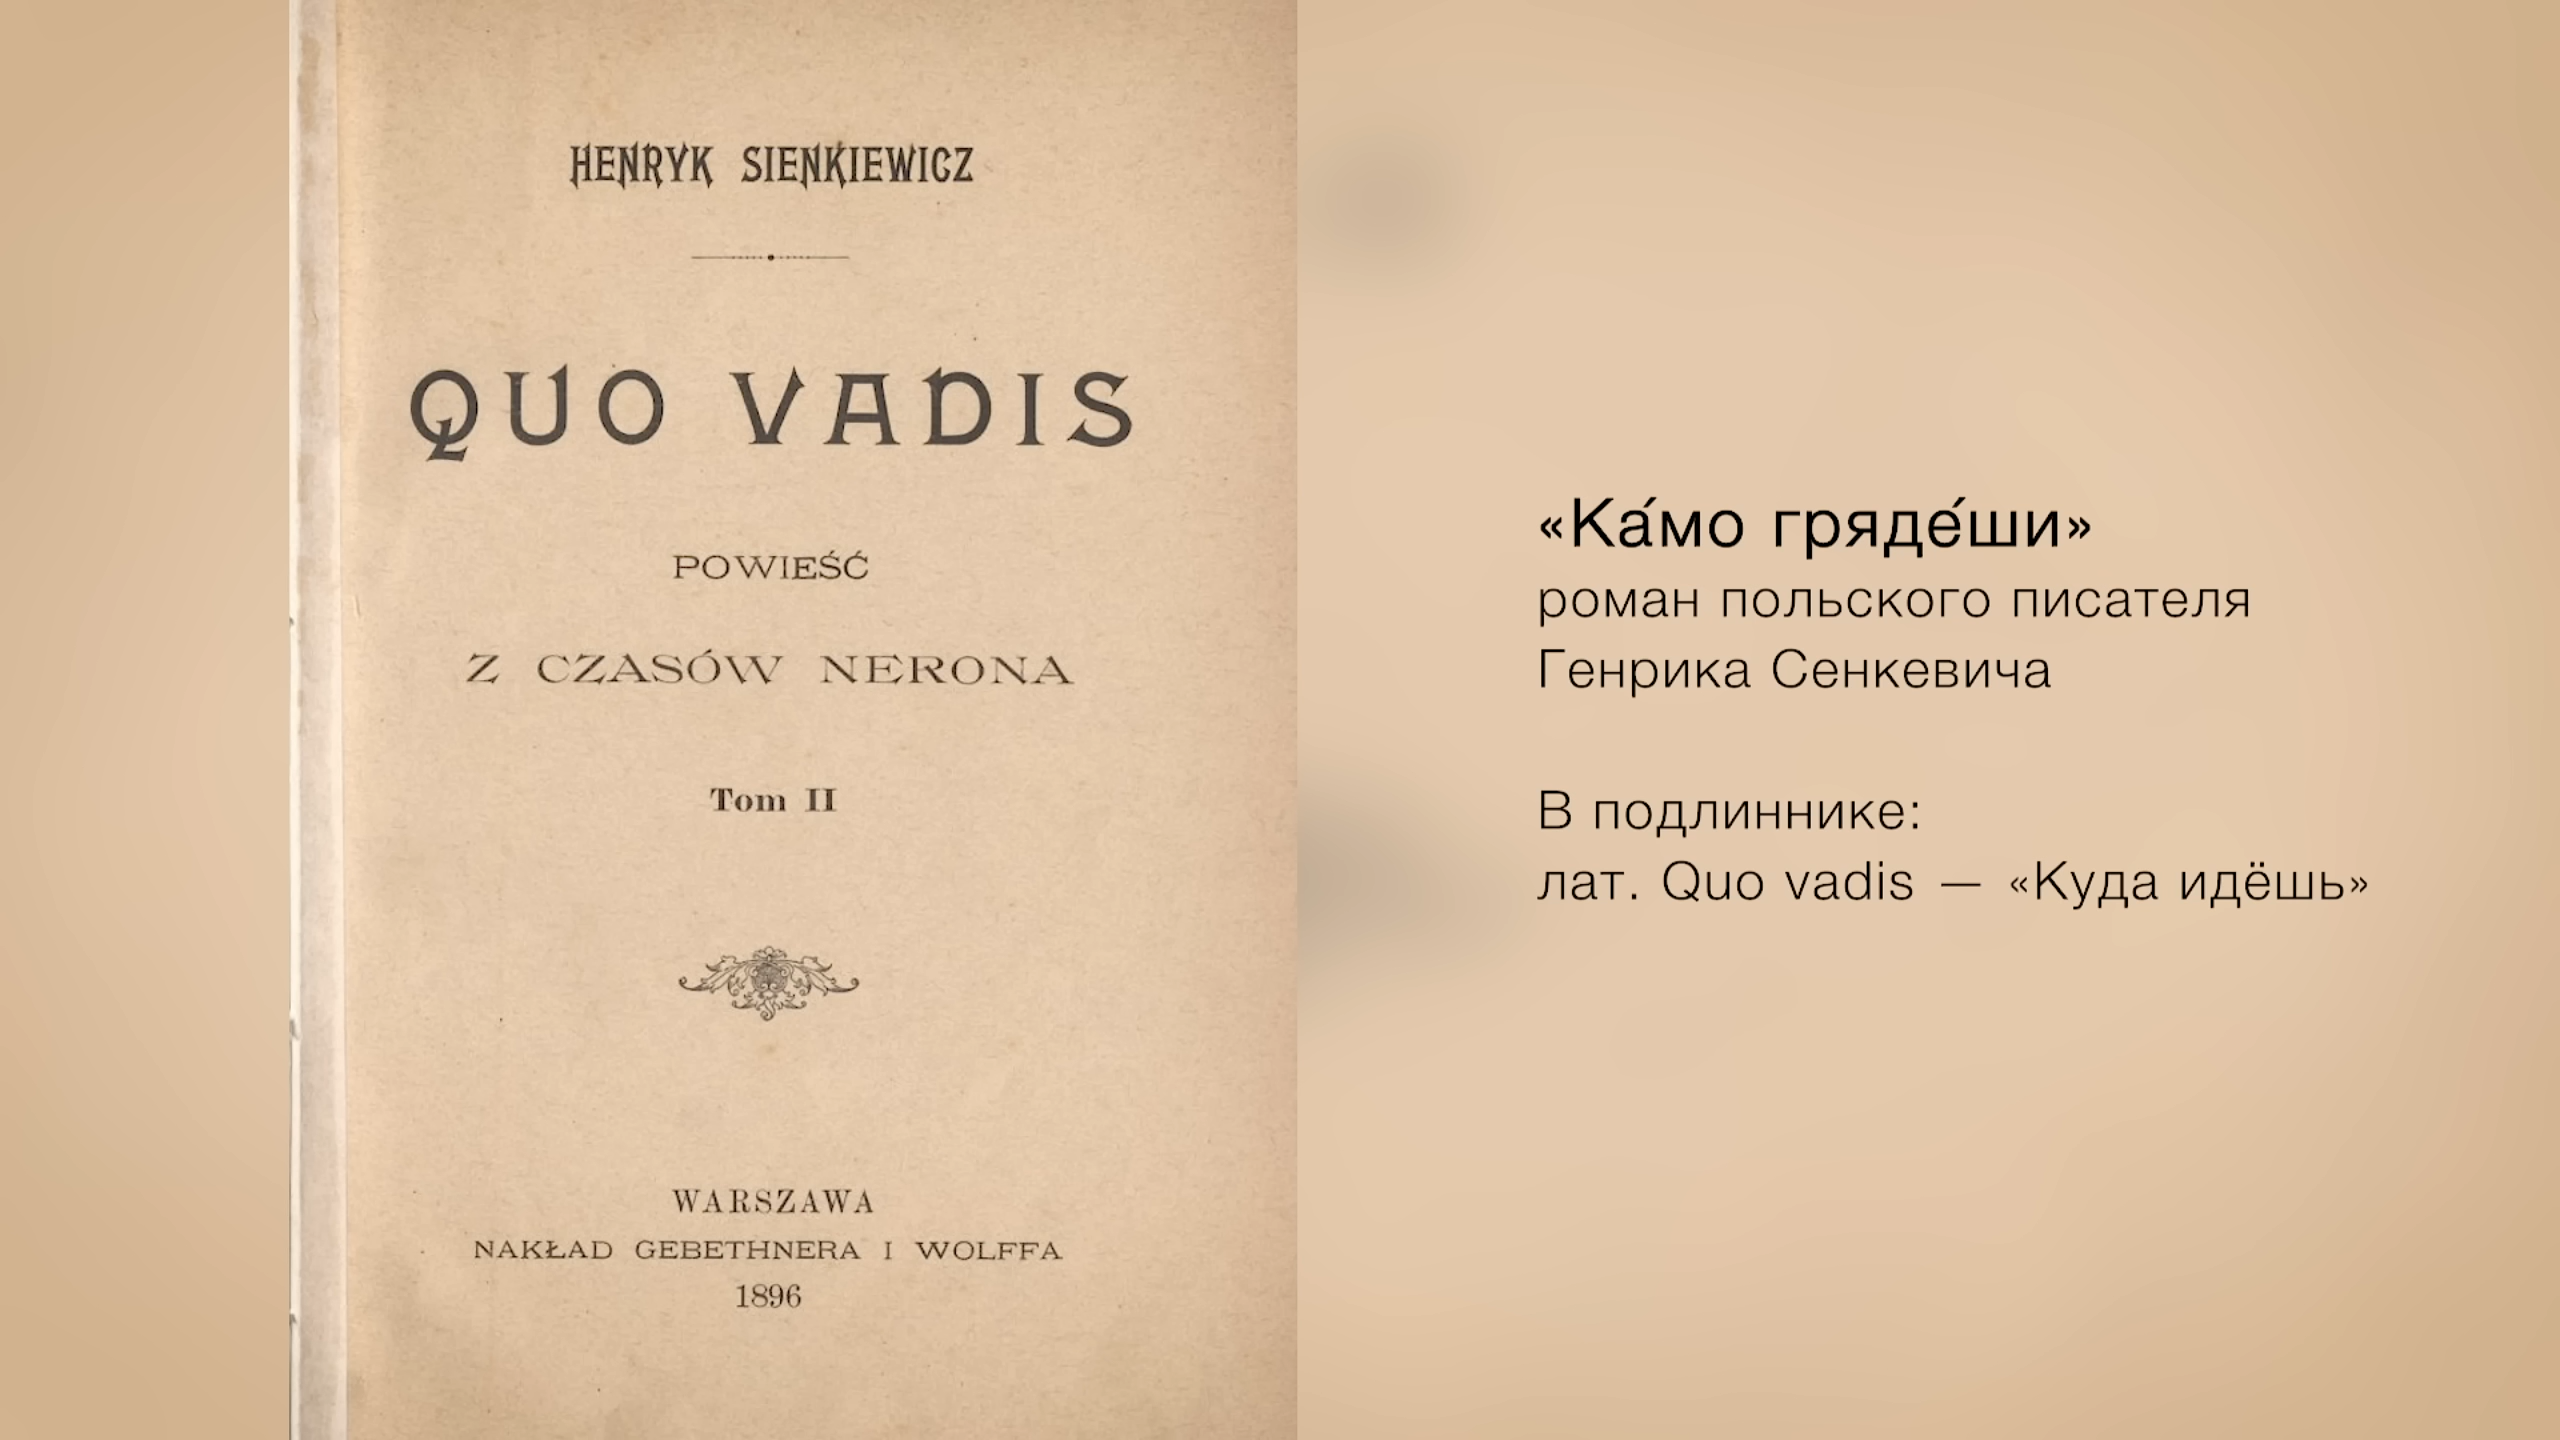 HENRYK SIENKIEWICZ
QUO VADIS
POWIEŚĆ
Z CZASÓW NERONA
Tom II
WARSZAWA
NAKŁAD GEBETHNERA I WOLFFA
1896
«Ка́мо гряде́ши»
роман польского писателя
Генрика Сенкевича
В подлиннике:
лат. Quo vadis — «Куда идёшь»